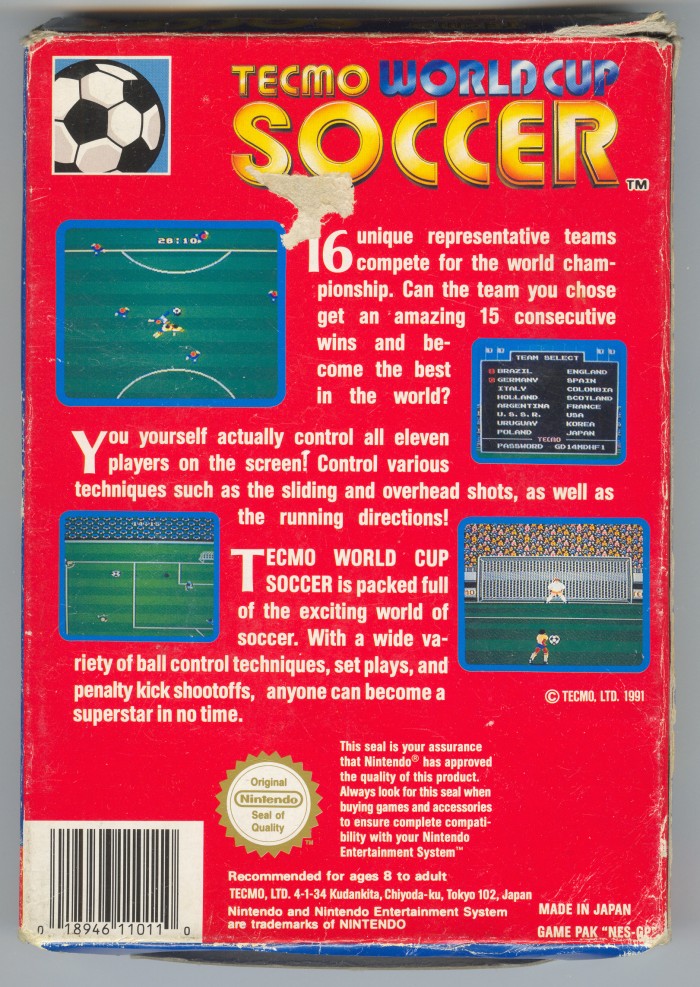 TECMO WORLD CUP
SOCCER ™
28:10
16 unique representative teams
compete for the world cham-
pionship. Can the team you chose
get an amazing 15 consecutive
wins and be-
come the best
in the world?
TEAM SELECT
BRAZIL ENGLAND
GERMANY SPAIN
ITALY COLOMBIA
HOLLAND SCOTLAND
ARGENTINA FRANCE
U.S.S.R. USA
URUGUAY KOREA
POLAND JAPAN
TECMO
PASSWORD GD14MDHF1
You yourself actually control all eleven
players on the screen! Control various
techniques such as the sliding and overhead shots, as well as
the running directions!
14:15
8
TECMO WORLD CUP
SOCCER is packed full
of the exciting world of
soccer. With a wide va-
riety of ball control techniques, set plays, and
penalty kick shootoffs, anyone can become a
superstar in no time.
© TECMO, LTD. 1991
Original
Nintendo
Seal of
Quality
™
This seal is your assurance
that Nintendo® has approved
the quality of this product.
Always look for this seal when
buying games and accessories
to ensure complete compati-
bility with your Nintendo
Entertainment System™
Recommended for ages 8 to adult
TECMO, LTD. 4-1-34 Kudankita, Chiyoda-ku, Tokyo 102, Japan
Nintendo and Nintendo Entertainment System
are trademarks of NINTENDO
MADE IN JAPAN
GAME PAK "NES-GP
0 18946 11011 0